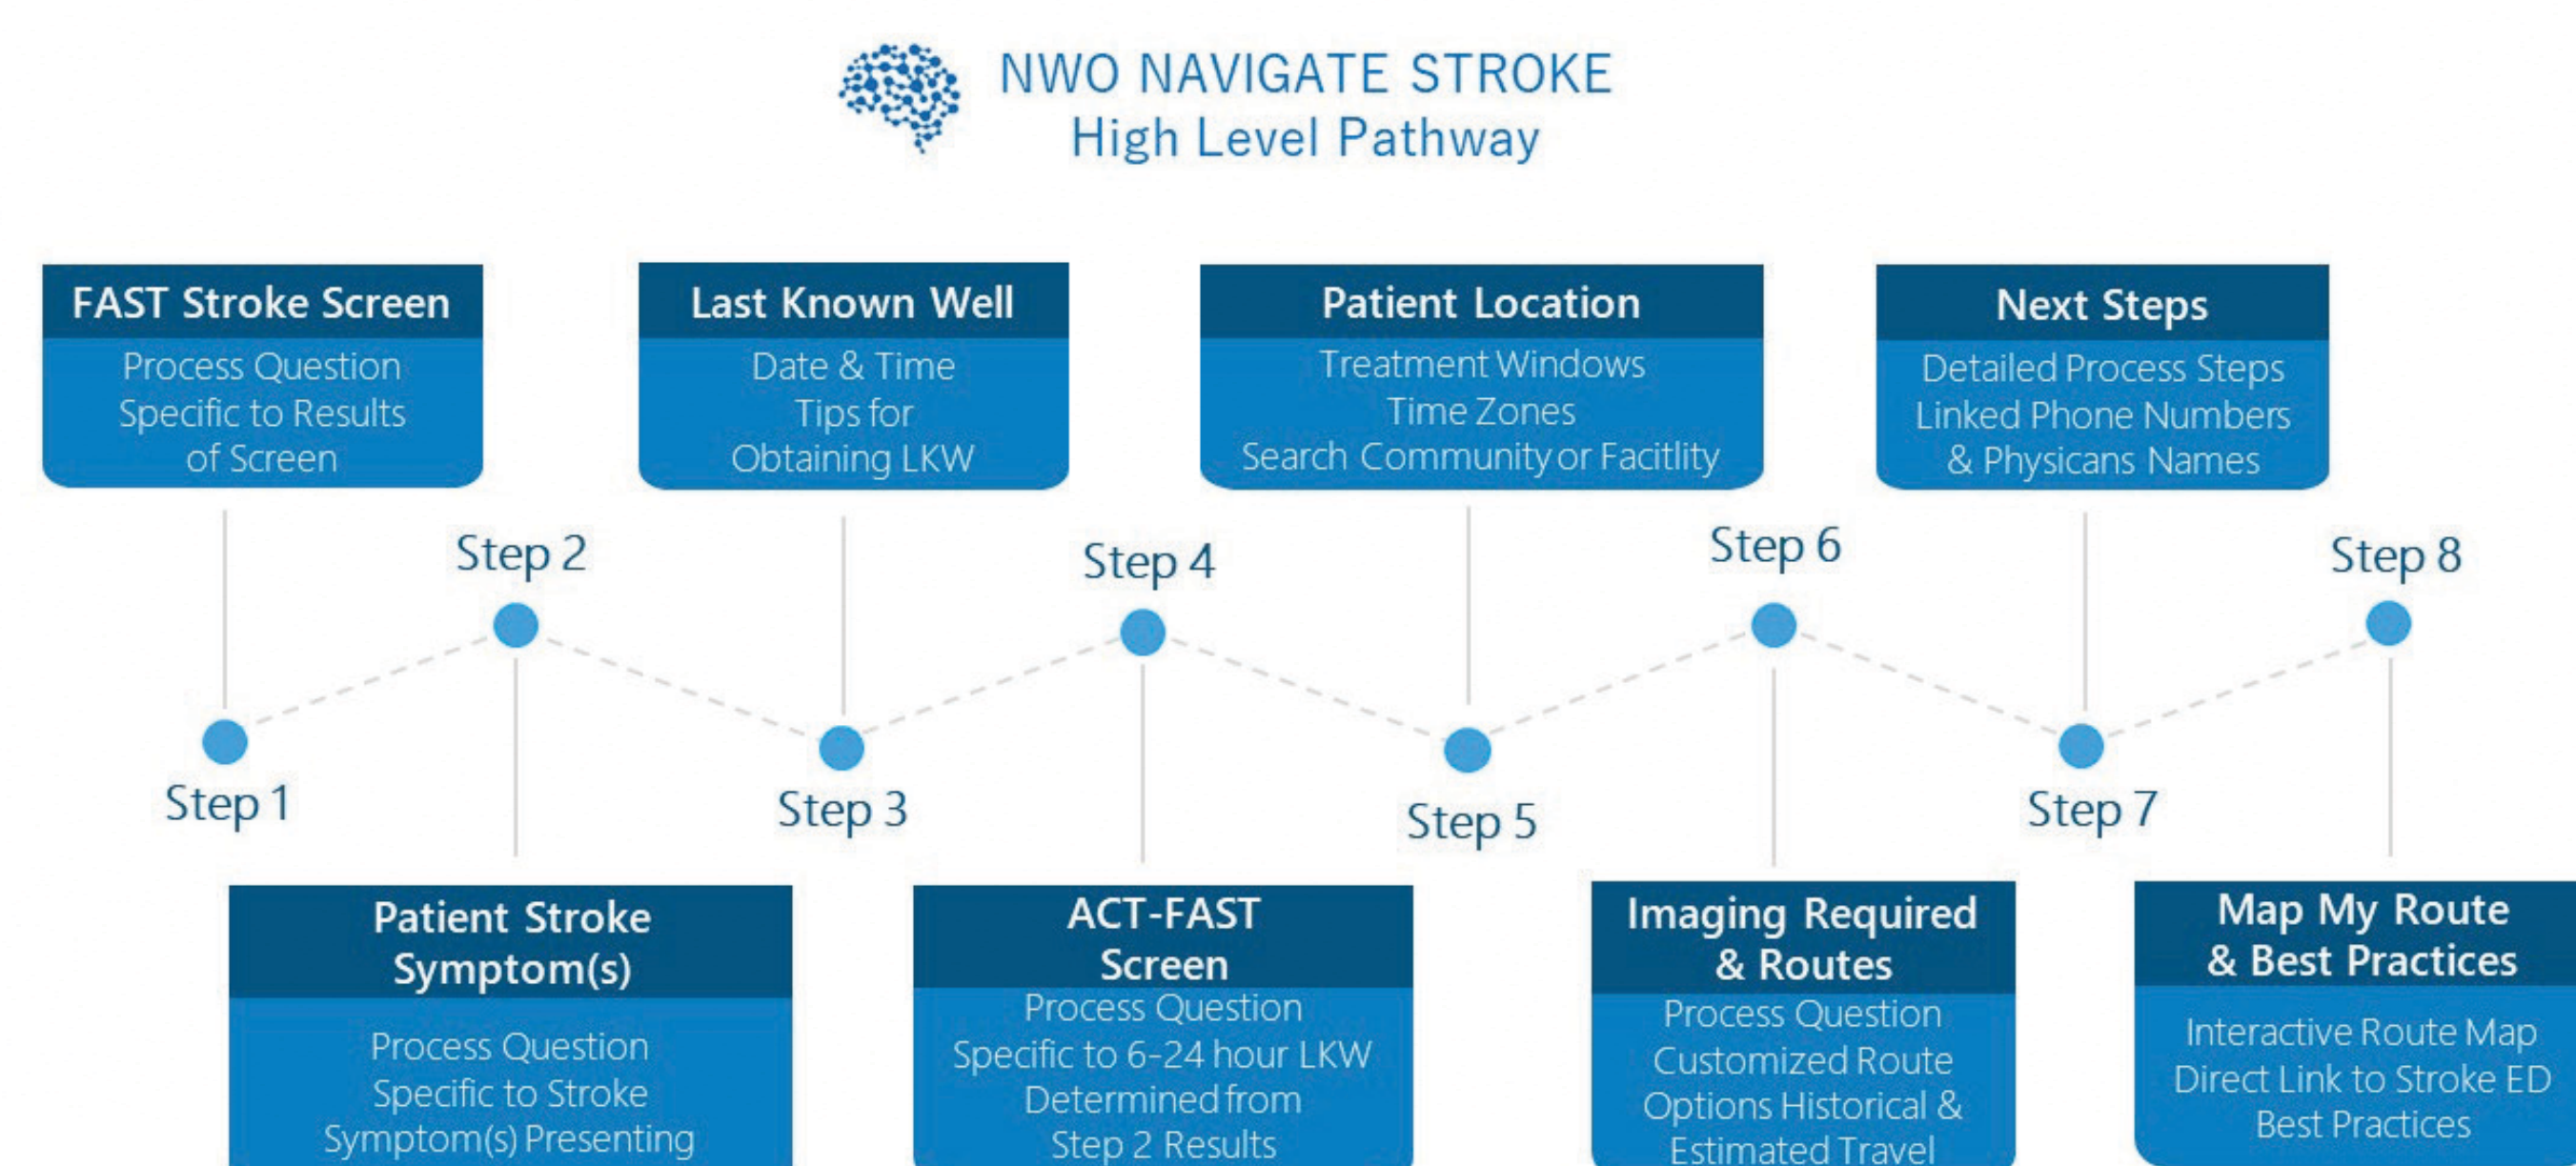 NWO NAVIGATE STROKE
High Level Pathway
FAST Stroke Screen
Process Question
Specific to Results
of Screen
Last Known Well
Date & Time
Tips for
Obtaining LKW
Patient Location
Treatment Windows
Time Zones
Search Community or Facitlity
Next Steps
Detailed Process Steps
Linked Phone Numbers
& Physicans Names
Step 1
Step 2
Step 3
Step 4
Step 5
Step 6
Step 7
Step 8
Patient Stroke
Symptom(s)
Process Question
Specific to Stroke
Symptom(s) Presenting
ACT-FAST
Screen
Process Question
Specific to 6-24 hour LKW
Determined from
Step 2 Results
Imaging Required
& Routes
Process Question
Customized Route
Options Historical &
Estimated Travel
Map My Route
& Best Practices
Interactive Route Map
Direct Link to Stroke ED
Best Practices